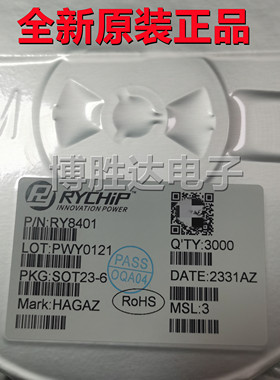 全新原装正品
RYCHIP
INNOVATION POWER
博胜达电子
P/N:RY8401
LOT:PWY0121
Q'TY:3000
PASS
OQA04
PKG:SOT23-6
DATE:2331AZ
Mark:HAGAZ
RoHS
MSL:3